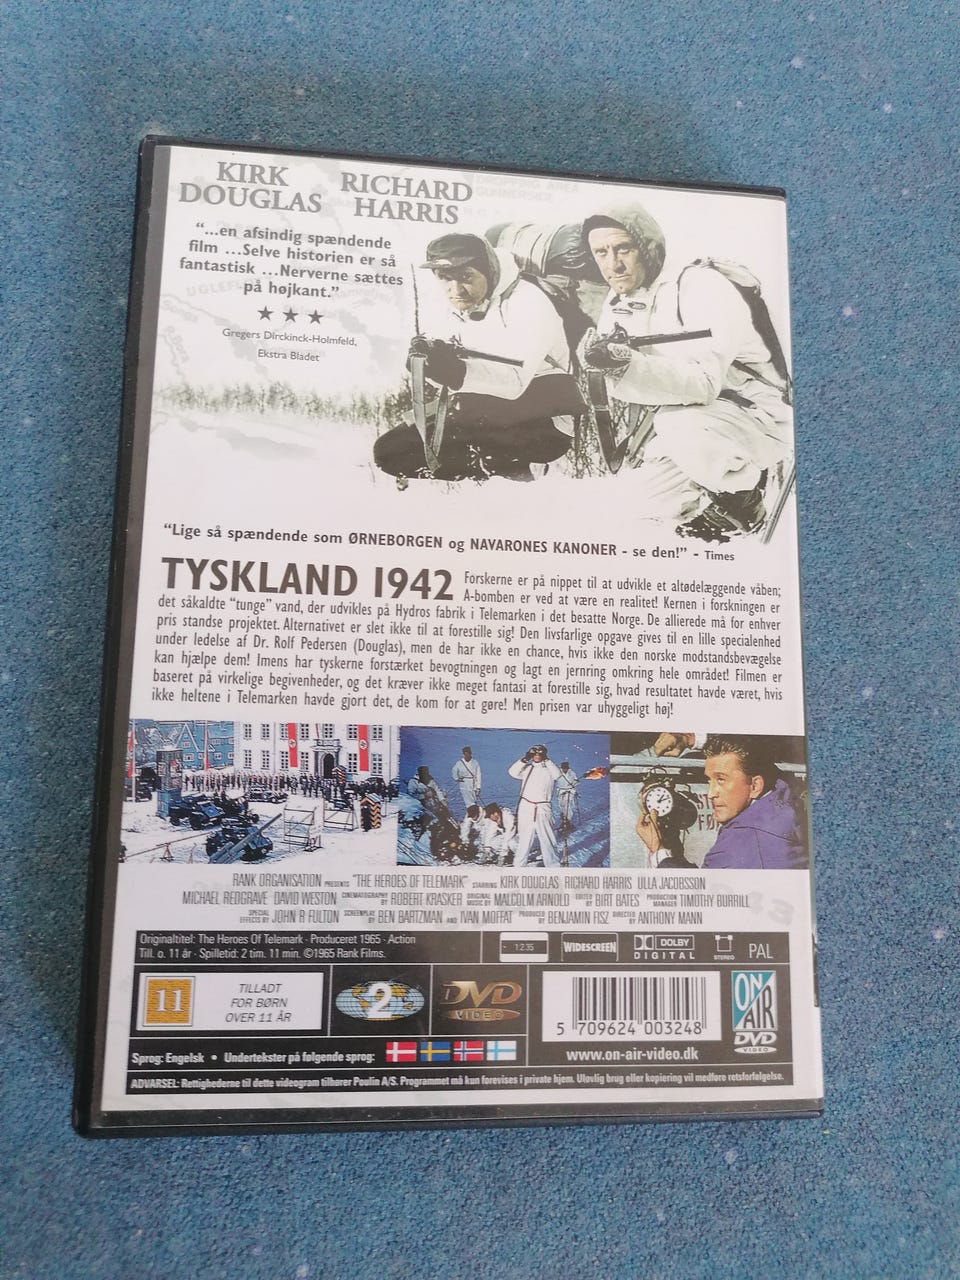 KIRK
DOUGLAS
RICHARD
HARRIS
"...en afsindig spændende
film ...Selve historien er så
fantastisk ...Nerverne sættes
på højkant."
★ ★ ★
Gregers Dirckinck-Holmfeld,
Ekstra Bladet
DROPPING AREA
GUNNERSIDE
"Lige så spændende som ØRNEBORGEN og NAVARONES KANONER - se den!" - Times
TYSKLAND 1942 Forskerne er på nippet til at udvikle et altødelæggende våben;
A-bomben er ved at være en realitet! Kernen i forskningen er
det såkaldte "tunge" vand, der udvikles på Hydros fabrik i Telemarken i det besatte Norge. De allierede må for enhver
pris standse projektet. Alternativet er slet ikke til at forestille sig! Den livsfarlige opgave gives til en lille specialenhed
under ledelse af Dr. Rolf Pedersen (Douglas), men de har ikke en chance, hvis ikke den norske modstandsbevægelse
kan hjælpe dem! Imens har tyskerne forstærket bevogtningen og lagt en jernring omkring hele området! Filmen er
baseret på virkelige begivenheder, og det kræver ikke meget fantasi at forestille sig, hvad resultatet havde været, hvis
ikke heltene i Telemarken havde gjort det, de kom for at gøre! Men prisen var uhyggeligt høj!
RANK ORGANISATION PRESENTS "THE HEROES OF TELEMARK" STARRING KIRK DOUGLAS RICHARD HARRIS ULLA JACOBSSON
MICHAEL REDGRAVE DAVID WESTON CINEMATOGRAPHY BY ROBERT KRASKER ORIGINAL MUSIC BY MALCOLM ARNOLD EDITED BY BIRT BATES PRODUCTION MANAGER TIMOTHY BURRILL
SPECIAL EFFECTS BY JOHN R FULTON SCREENPLAY BY BEN BARTZMAN AND IVAN MOFFAT PRODUCED BY BENJAMIN FISZ DIRECTED BY ANTHONY MANN
Originaltitel: The Heroes Of Telemark · Produceret 1965 · Action
Till. o. 11 år · Spilletid: 2 tim. 11 min. ©1965 Rank Films.
1:2.35
WIDESCREEN
DOLBY
DIGITAL
STEREO
PAL
11
TILLADT
FOR BØRN
OVER 11 ÅR
2
DVD
VIDEO
5 709624 003248
www.on-air-video.dk
ON
AIR
DVD
VIDEO
Sprog: Engelsk • Undertekster på følgende sprog:
ADVARSEL: Rettighederne til dette videogram tilhører Poulin A/S. Programmet må kun forevises i private hjem. Ulovlig brug eller kopiering vil medføre retsforfølgelse.